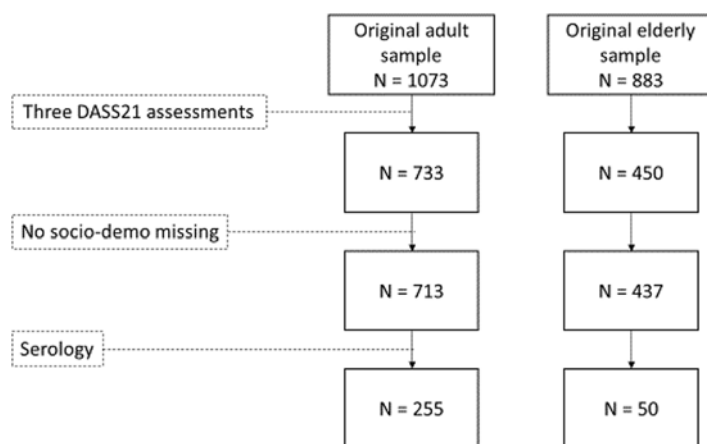 Original adult
sample
N = 1073
Original elderly
sample
N = 883
Three DASS21 assessments
N = 733
N = 450
No socio-demo missing
N = 713
N = 437
Serology
N = 255
N = 50